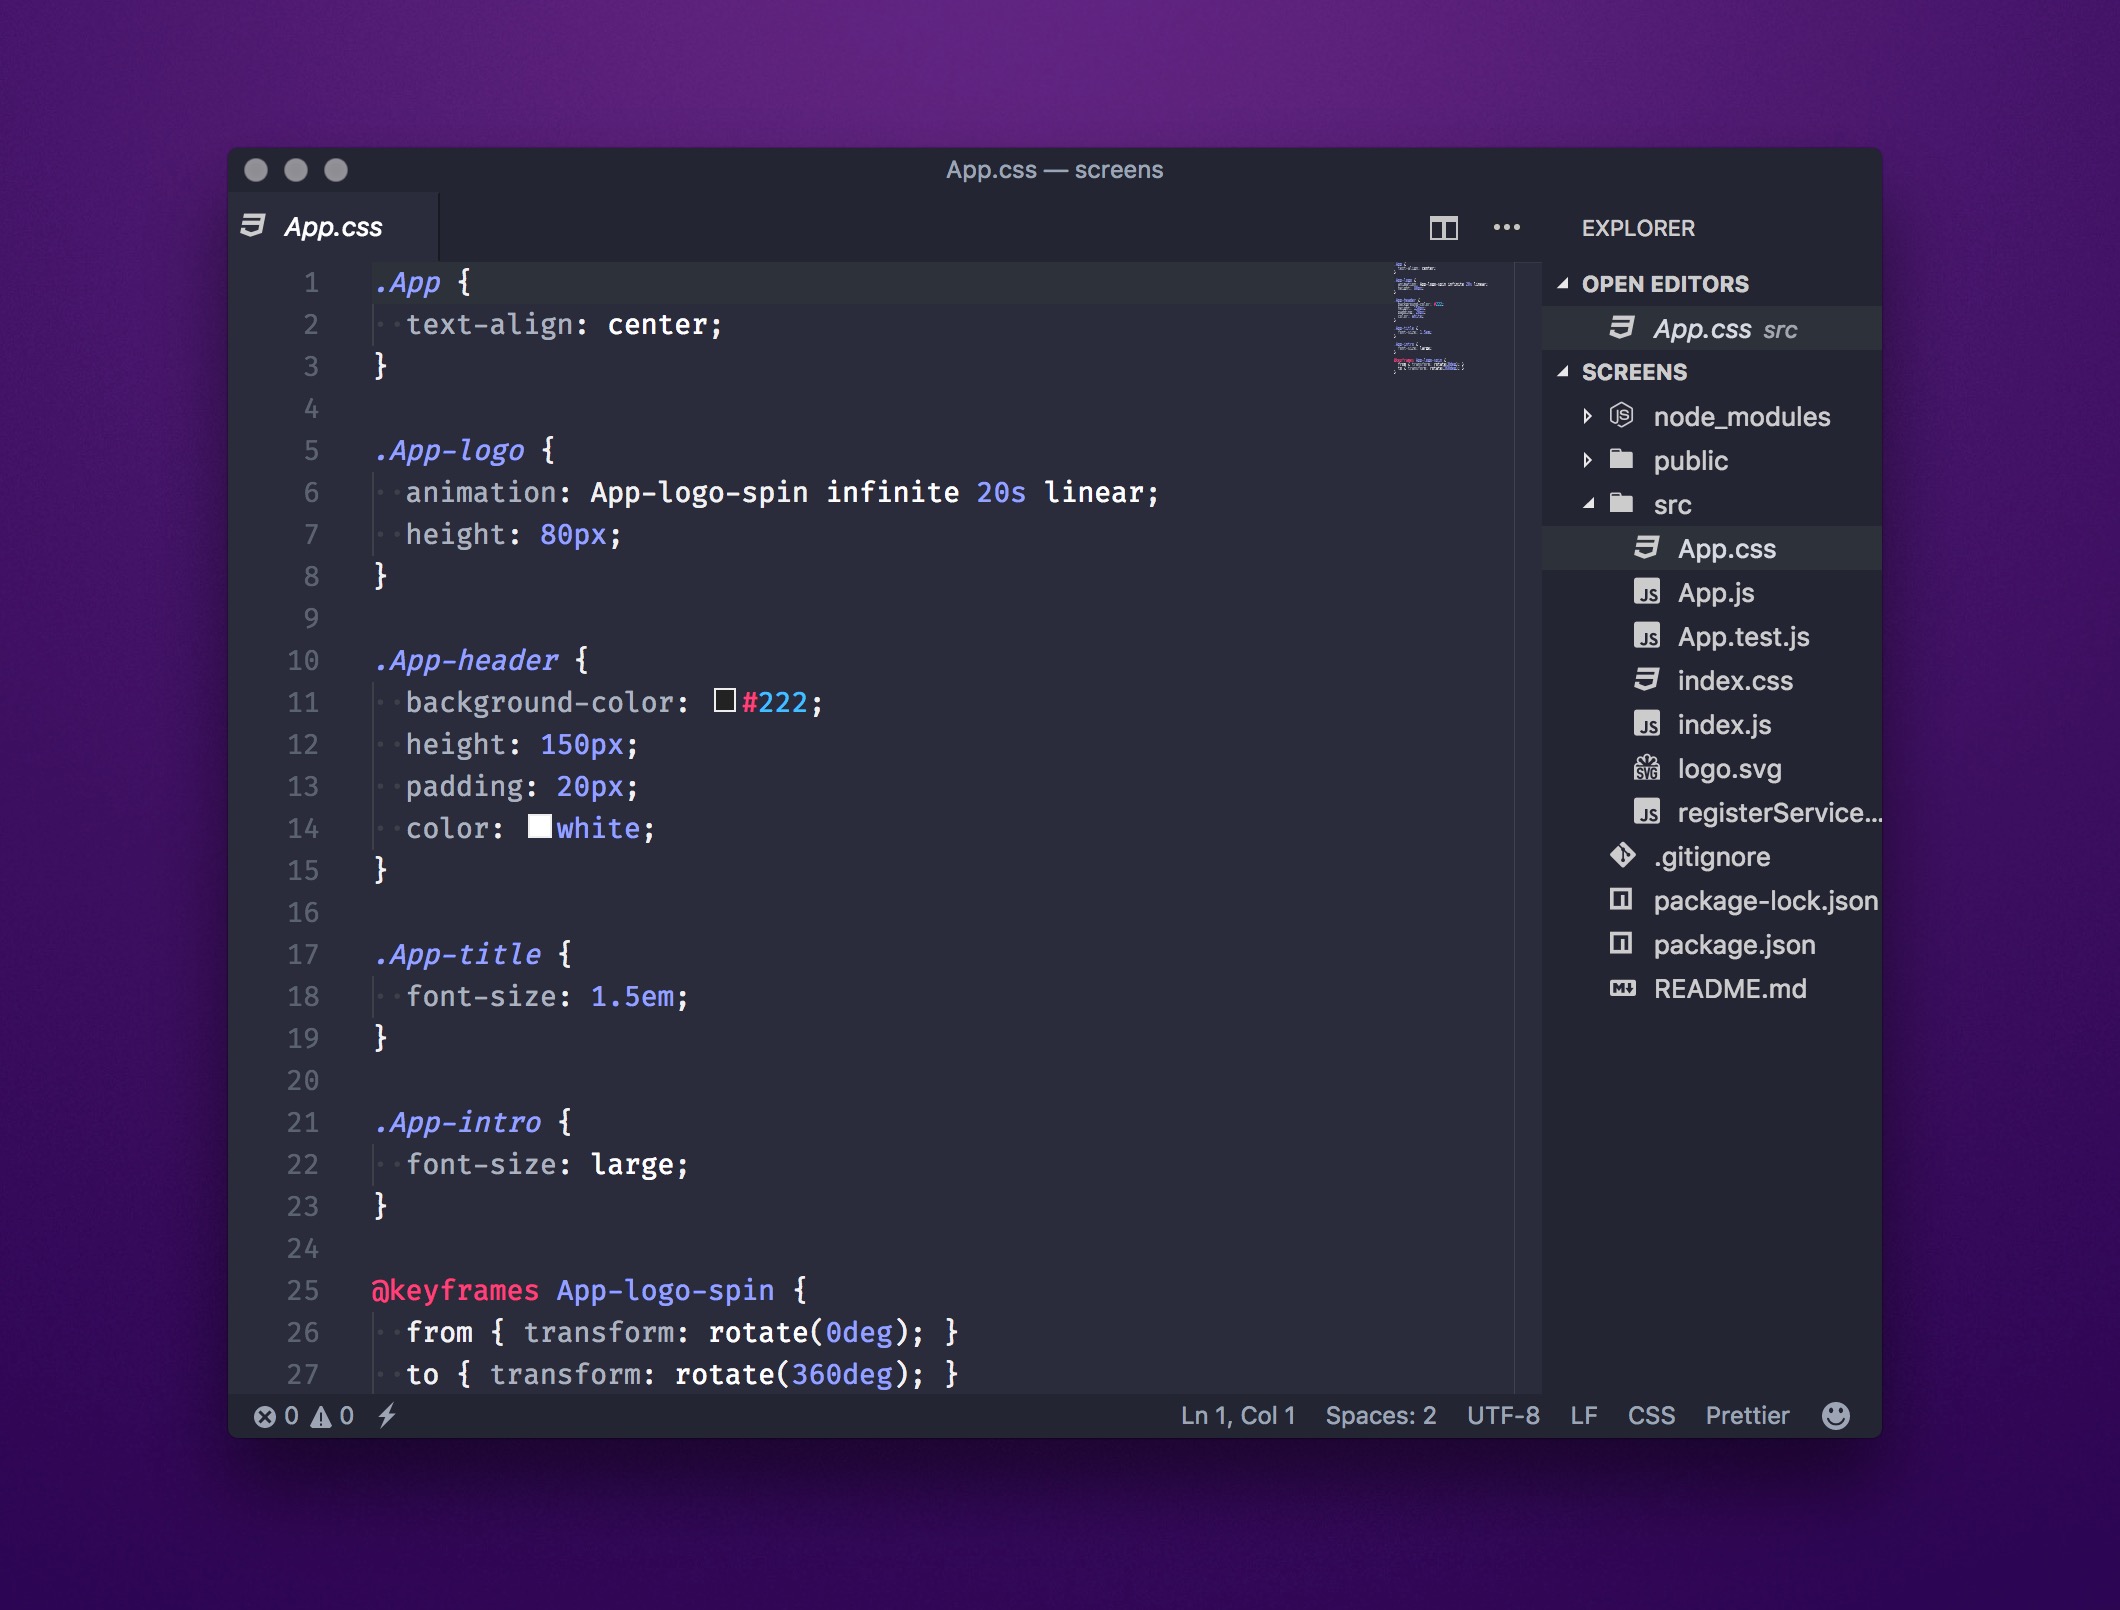 App.css — screens
App.css
1 .App {
2 text-align: center;
3 }
4
5 .App-logo {
6 animation: App-logo-spin infinite 20s linear;
7 height: 80px;
8 }
9
10 .App-header {
11 background-color: #222;
12 height: 150px;
13 padding: 20px;
14 color: white;
15 }
16
17 .App-title {
18 font-size: 1.5em;
19 }
20
21 .App-intro {
22 font-size: large;
23 }
24
25 @keyframes App-logo-spin {
26 from { transform: rotate(0deg); }
27 to { transform: rotate(360deg); }
EXPLORER
OPEN EDITORS
App.css src
SCREENS
JS node_modules
public
src
App.css
JS App.js
JS App.test.js
index.css
JS index.js
SVG logo.svg
JS registerService...
.gitignore
package-lock.json
package.json
M README.md
0 0 Ln 1, Col 1 Spaces: 2 UTF-8 LF CSS Prettier